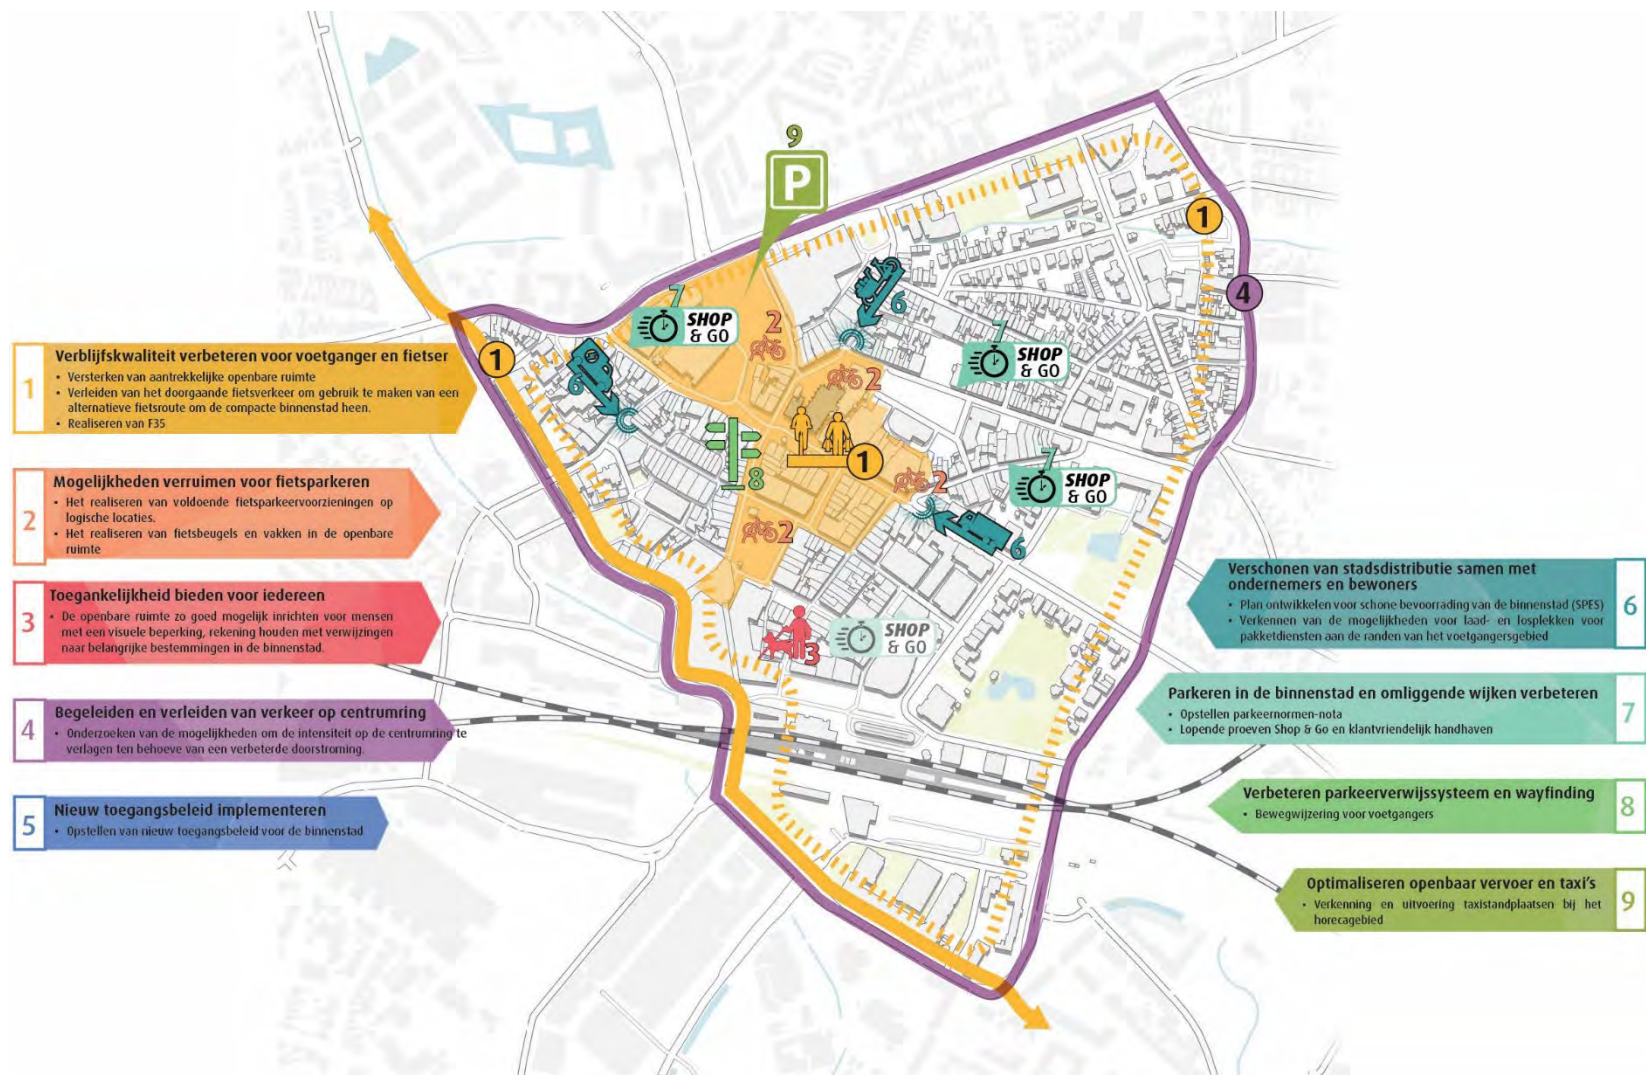 9
P
1
4
7
SHOP
& GO
2
6
7
SHOP
& GO
1
6
2
1
8
2
7
SHOP
& GO
2
6
3
SHOP
& GO
1
Verblijfskwaliteit verbeteren voor voetganger en fietser
• Versterken van aantrekkelijke openbare ruimte
• Verleiden van het doorgaande fietsverkeer om gebruik te maken van een
alternatieve fietsroute om de compacte binnenstad heen.
• Realiseren van F35
2
Mogelijkheden verruimen voor fietsparkeren
• Het realiseren van voldoende fietsparkeervoorzieningen op
logische locaties.
• Het realiseren van fietsbeugels en vakken in de openbare
ruimte
3
Toegankelijkheid bieden voor iedereen
• De openbare ruimte zo goed mogelijk inrichten voor mensen
met een visuele beperking, rekening houden met verwijzingen
naar belangrijke bestemmingen in de binnenstad.
4
Begeleiden en verleiden van verkeer op centrumring
• Onderzoeken van de mogelijkheden om de intensiteit op de centrumring te
verlagen ten behoeve van een verbeterde doorstroming.
5
Nieuw toegangsbeleid implementeren
• Opstellen van nieuw toegangsbeleid voor de binnenstad
6
Verschonen van stadsdistributie samen met
ondernemers en bewoners
• Plan ontwikkelen voor schone bevoorrading van de binnenstad (SPES)
• Verkennen van de mogelijkheden voor laad- en losplekken voor
pakketdiensten aan de randen van het voetgangersgebied
7
Parkeren in de binnenstad en omliggende wijken verbeteren
• Opstellen parkeernormen-nota
• Lopende proeven Shop & Go en klantvriendelijk handhaven
8
Verbeteren parkeerverwijssysteem en wayfinding
• Bewegwijzering voor voetgangers
9
Optimaliseren openbaar vervoer en taxi's
• Verkenning en uitvoering taxistandplaatsen bij het
horecagebied